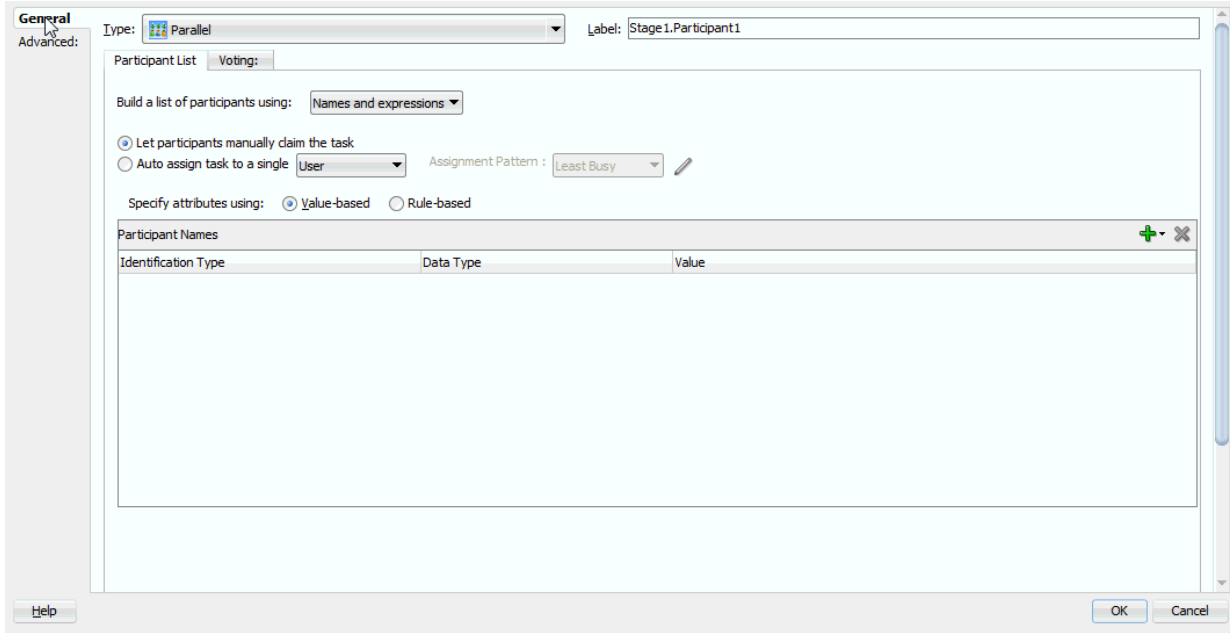 General
Advanced:
Type: Parallel Label: Stage1.Participant1
Participant List Voting:
Build a list of participants using: Names and expressions
Let participants manually claim the task
Auto assign task to a single User Assignment Pattern : Least Busy
Specify attributes using: Value-based Rule-based
Participant Names
Identification Type Data Type Value
Help OK Cancel